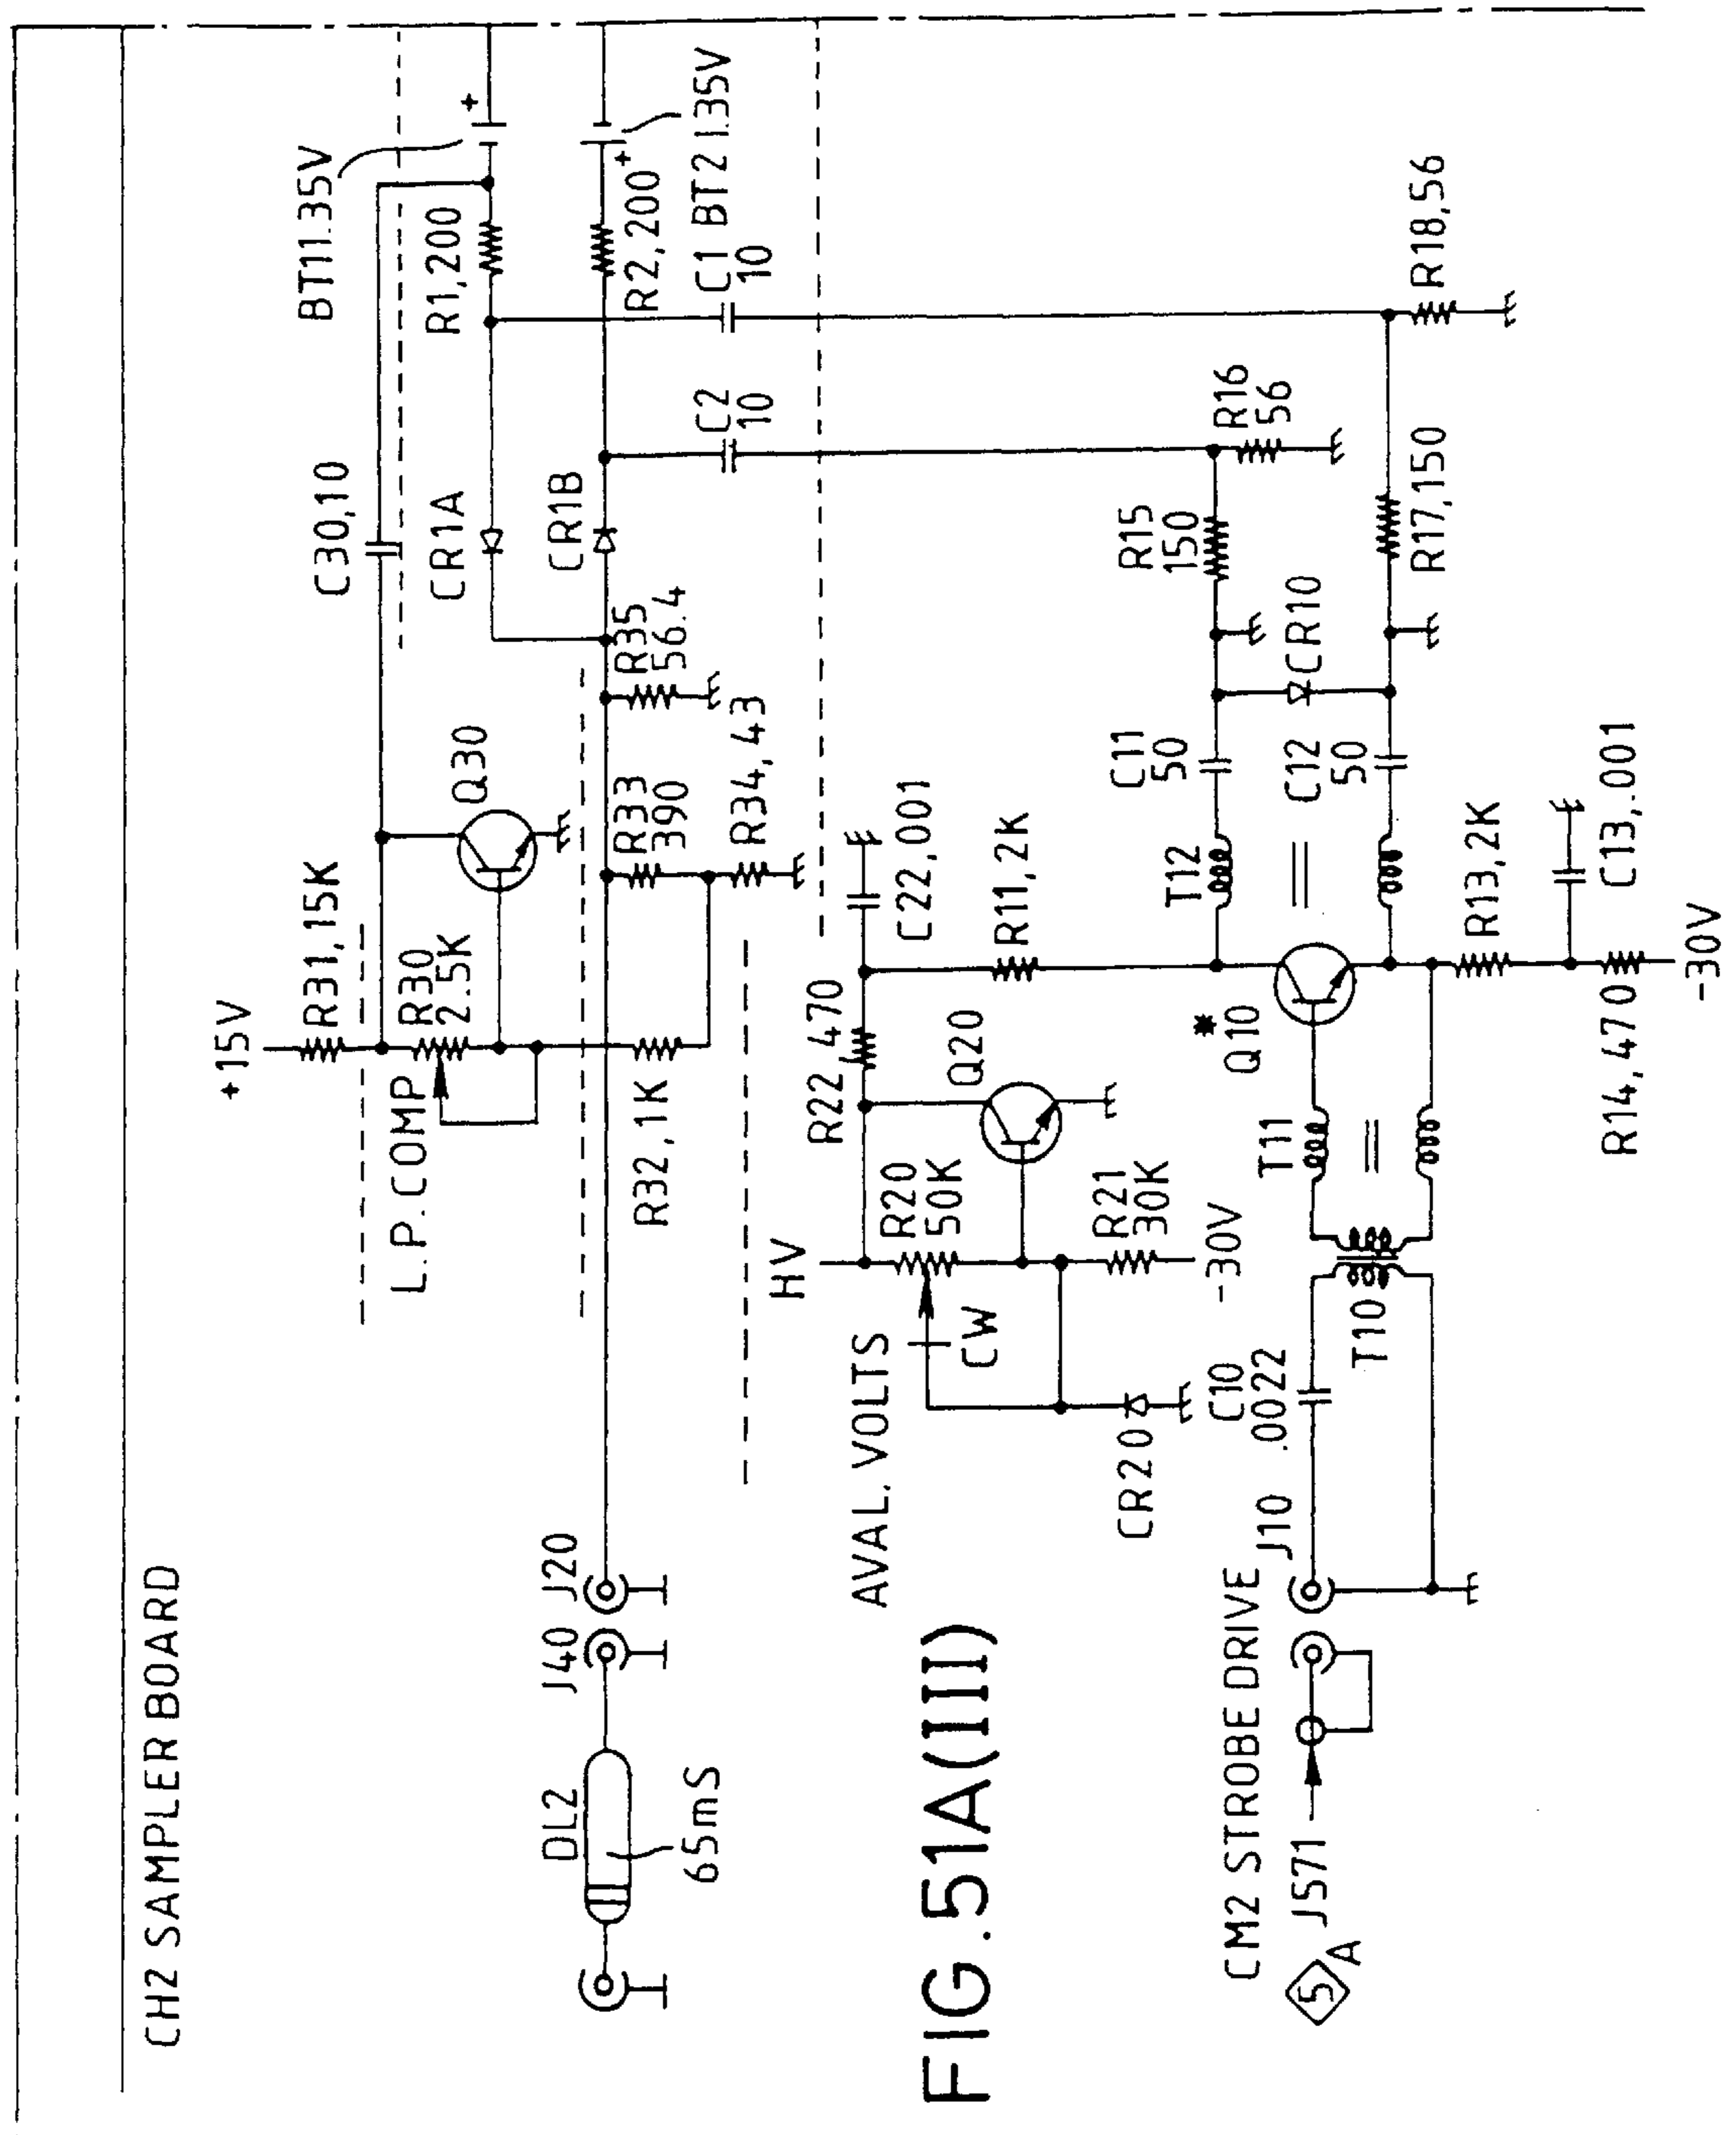 CH2 SAMPLER BOARD
+15V
R31,15K
L.P. COMP
R30
2.5K
Q30
C30,10
BT11.35V
+
R1,200
CR1A
CR1B
R2,200
+
BT2 1.35V
C1
10
C2
10
R35
56.4
R33
390
R34,43
R32,1K
DL2
65mS
J40
J20
HV
AVAL. VOLTS
R20
50K
CW
R21
30K
-30V
CR20
R22,470
Q20
C22,001
R11,2K
*
Q10
T12
C11
50
C12
50
CR10
R15
150
R16
56
R17,150
R18,56
R13,2K
C13,.001
R14,470
-30V
T11
T10
C10
.0022
J10
CM2 STROBE DRIVE
5
A
J571
FIG.51A(III)